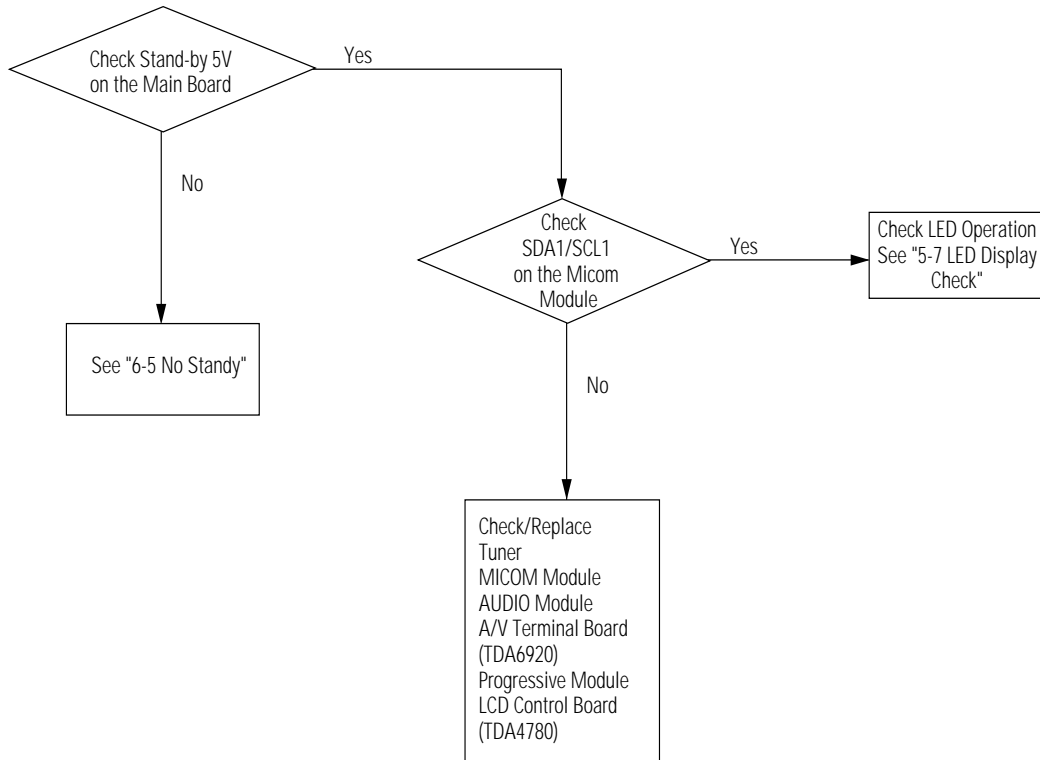 Check Stand-by 5V
on the Main Board
Yes
No
See "6-5 No Standy"
Check
SDA1/SCL1
on the Micom
Module
Yes
Check LED Operation
See "5-7 LED Display
Check"
No
Check/Replace
Tuner
MICOM Module
AUDIO Module
A/V Terminal Board
(TDA6920)
Progressive Module
LCD Control Board
(TDA4780)